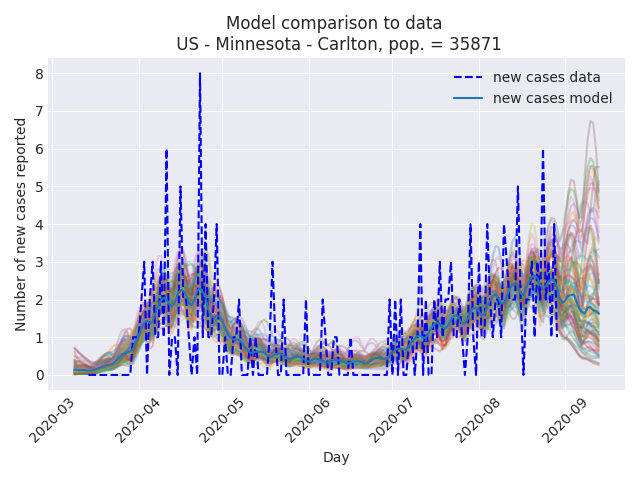 Model comparison to data
US - Minnesota - Carlton, pop. = 35871
new cases data
new cases model
Number of new cases reported
8
7
6
5
4
3
2
1
0
2020-03
2020-04
2020-05
2020-06
2020-07
2020-08
2020-09
Day